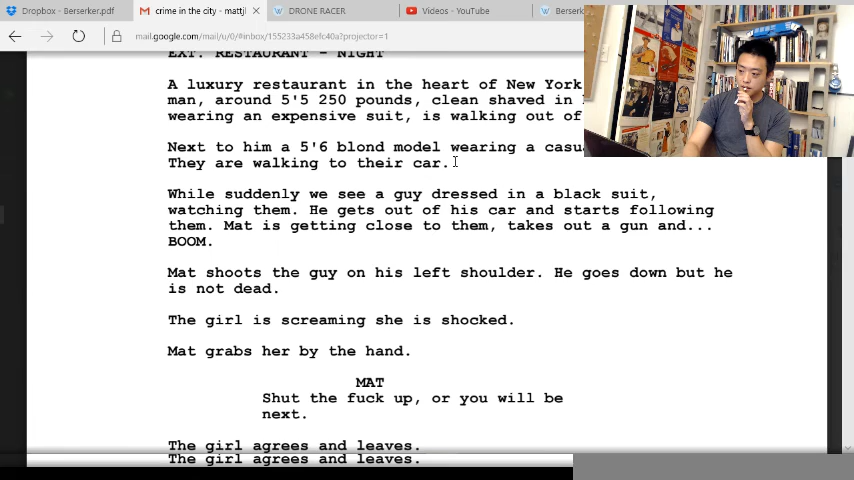 Dropbox - Berserker.pdf
crime in the city - mattjl
DRONE RACER
Videos - YouTube
Berserk
mail.google.com/mail/u/0/#inbox/155233a458efc40a?projector=1
EXT. RESTAURANT - NIGHT
A luxury restaurant in the heart of New York
man, around 5'5 250 pounds, clean shaved in
wearing an expensive suit, is walking out of
Next to him a 5'6 blond model wearing a casu
They are walking to their car.
While suddenly we see a guy dressed in a black suit,
watching them. He gets out of his car and starts following
them. Mat is getting close to them, takes out a gun and...
BOOM.
Mat shoots the guy on his left shoulder. He goes down but he
is not dead.
The girl is screaming she is shocked.
Mat grabs her by the hand.
MAT
Shut the fuck up, or you will be
next.
The girl agrees and leaves.
The girl agrees and leaves.